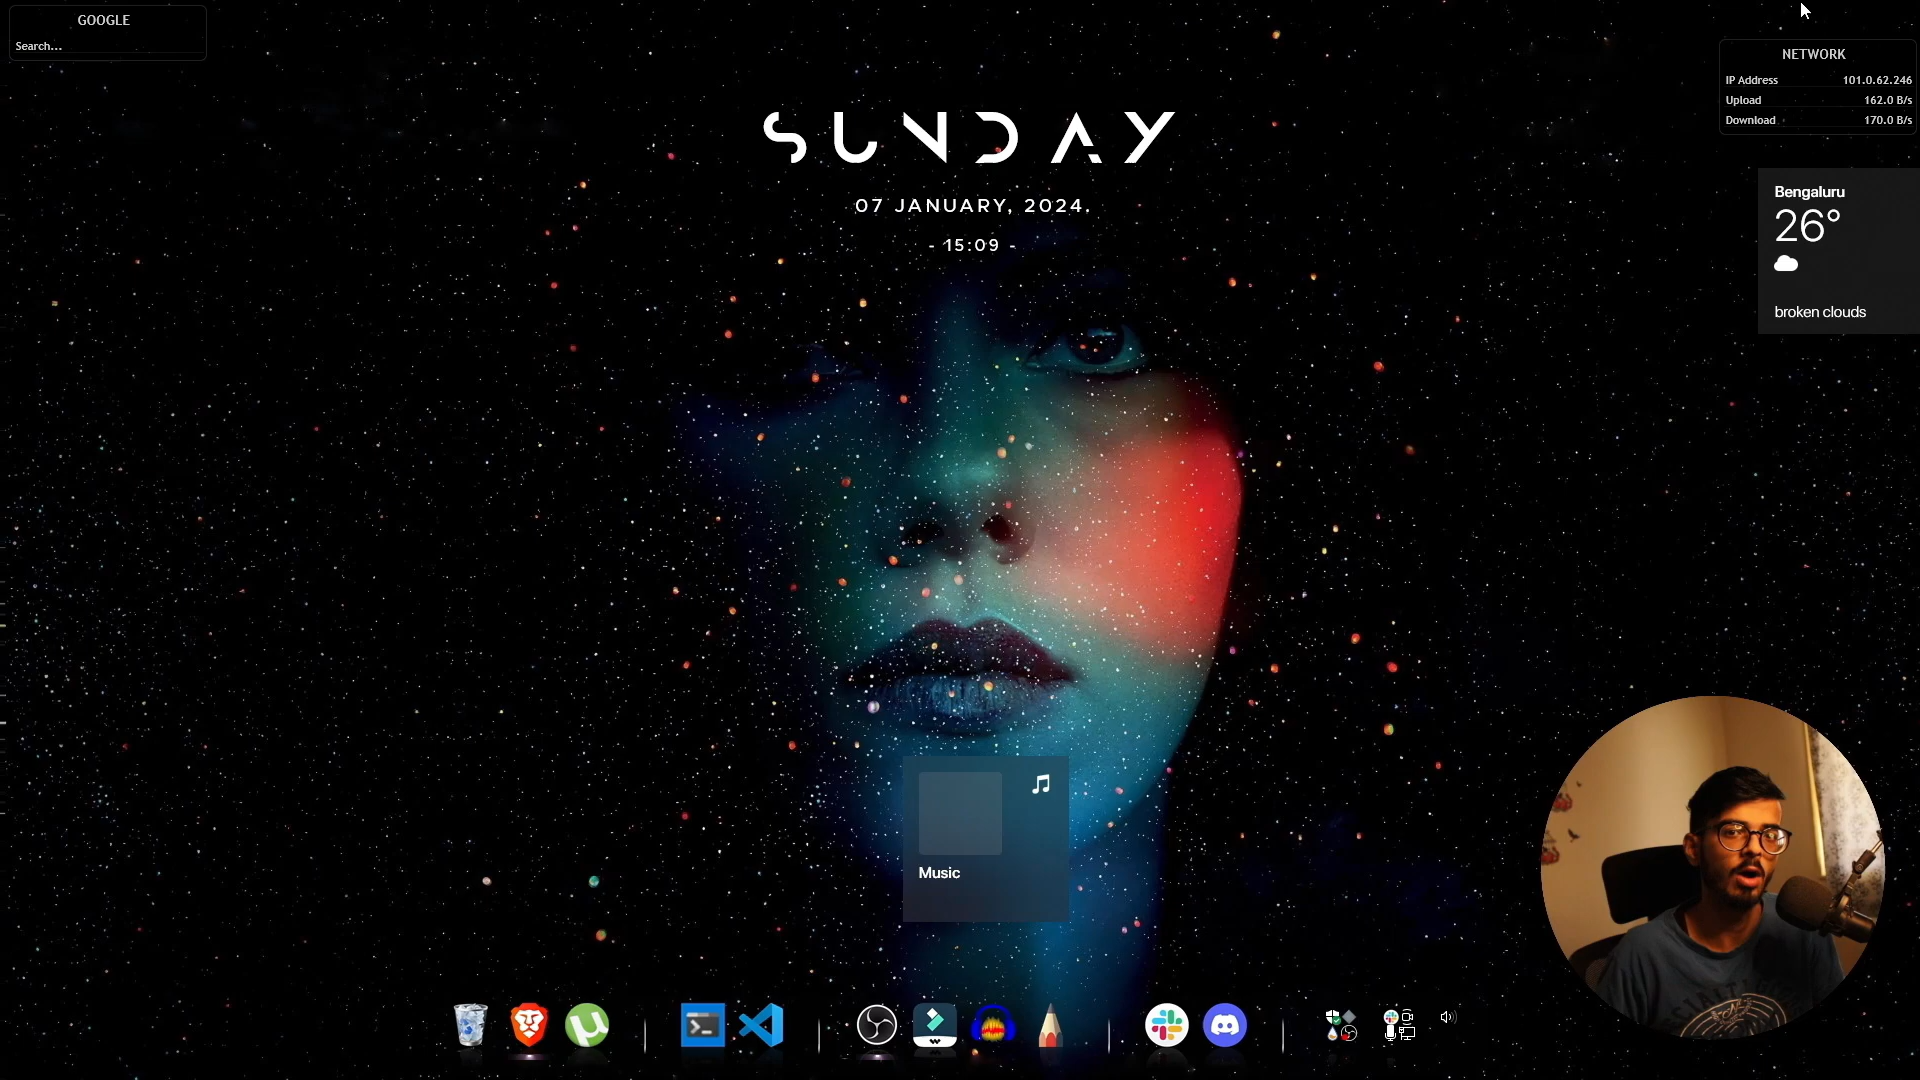 GOOGLE
Search...
SUNDAY
07 JANUARY, 2024.
- 15:09 -
NETWORK
IP Address 101.0.62.246
Upload 162.0 B/s
Download 170.0 B/s
Bengaluru
26°
broken clouds
Music